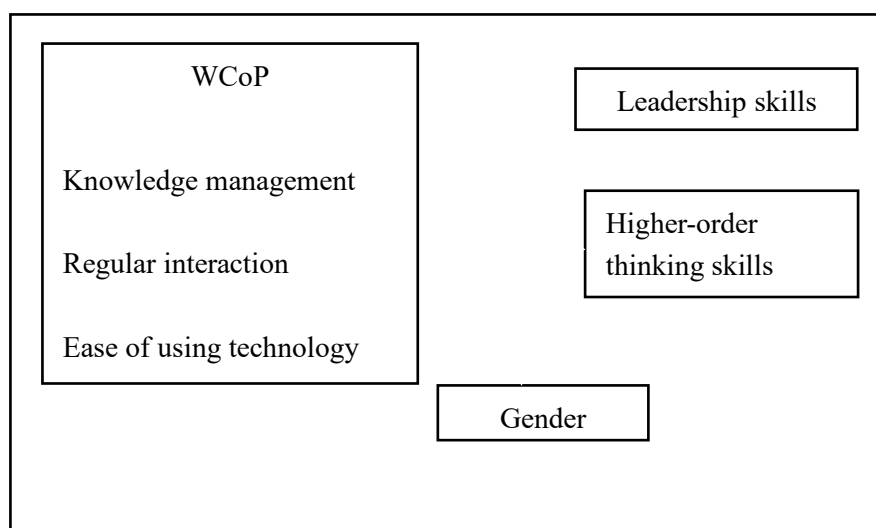 WCoP
Knowledge management
Regular interaction
Ease of using technology
Leadership skills
Higher-order
thinking skills
Gender